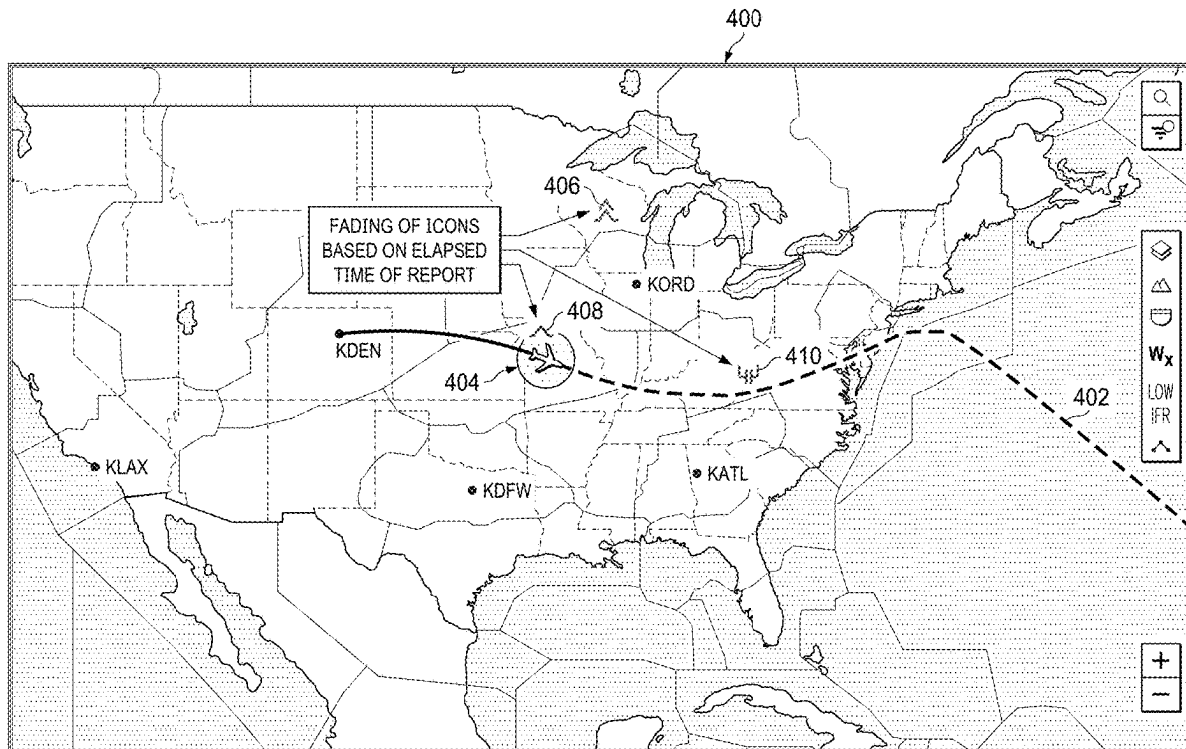 400
406
FADING OF ICONS
BASED ON ELAPSED
TIME OF REPORT
KORD
408
KDEN
410
404
Wx
LOW
IFR
402
KLAX
KDFW
KATL
+
−